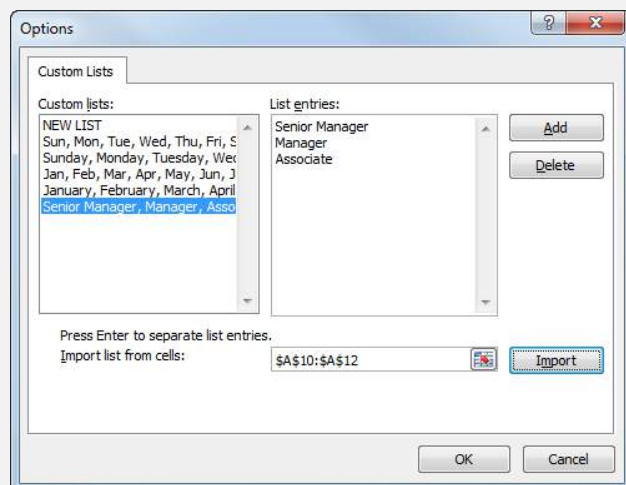 Options
Custom Lists
Custom lists:
NEW LIST
Sun, Mon, Tue, Wed, Thu, Fri, S
Sunday, Monday, Tuesday, Wed
Jan, Feb, Mar, Apr, May, Jun, J
January, February, March, April
Senior Manager, Manager, Asso
List entries:
Senior Manager
Manager
Associate
Add
Delete
Press Enter to separate list entries.
Import list from cells:
$A$10:$A$12
Import
OK
Cancel